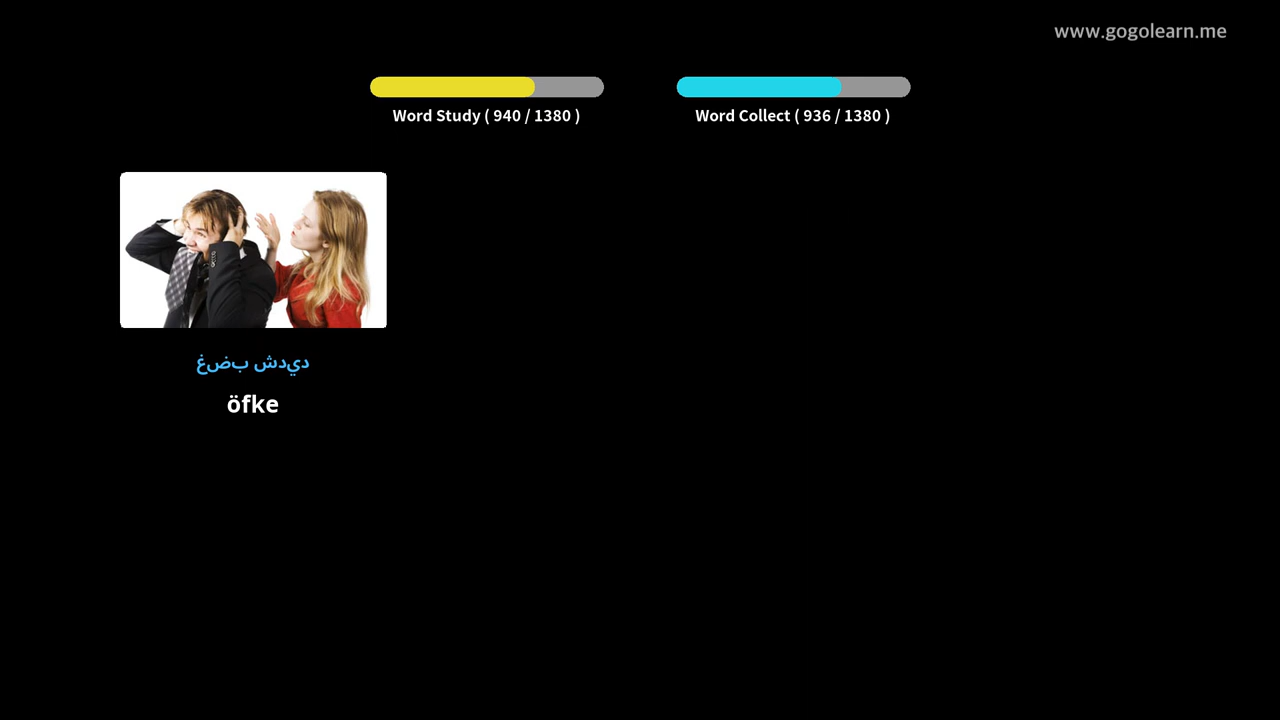 www.gogolearn.me
Word Study ( 940 / 1380 )
Word Collect ( 936 / 1380 )
غضب شديد
öfke